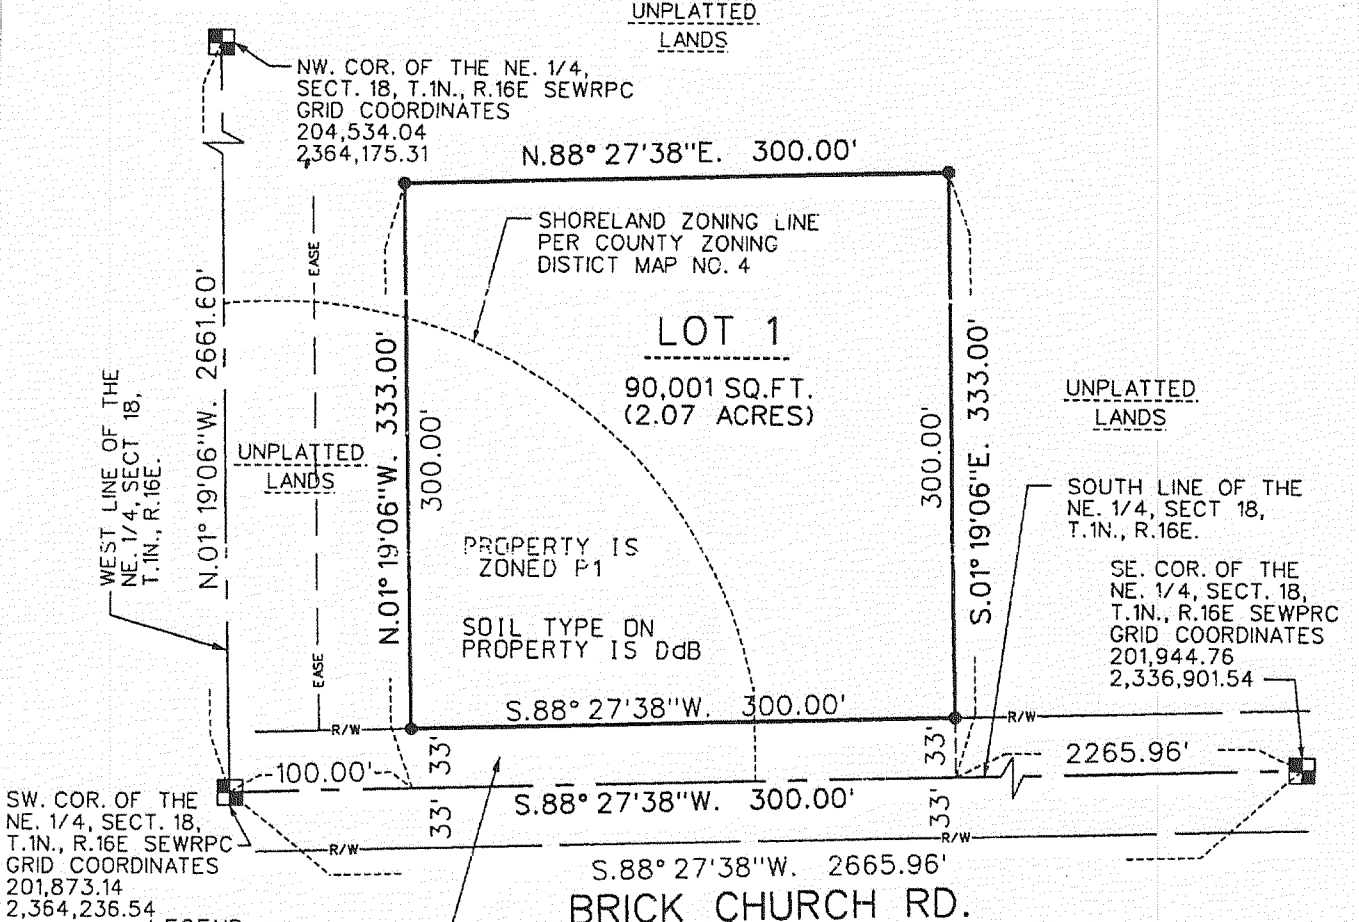 UNPLATTED
LANDS
NW. COR. OF THE NE. 1/4,
SECT. 18, T.1N., R.16E SEWRPC
GRID COORDINATES
204,534.04
2,364,175.31
N.88° 27'38"E. 300.00'
SHORELAND ZONING LINE
PER COUNTY ZONING
DISTICT MAP NO. 4
EASE
LOT 1
90,001 SQ.FT.
(2.07 ACRES)
N.01° 19'06"W. 2661.60'
WEST LINE OF THE
NE. 1/4, SECT 18,
T.1N., R.16E.
UNPLATTED
LANDS
N.01° 19'06"W. 333.00'
300.00'
300.00'
S.01° 19'06"E. 333.00'
UNPLATTED
LANDS
SOUTH LINE OF THE
NE. 1/4, SECT 18,
T.1N., R.16E.
PROPERTY IS
ZONED P1
SOIL TYPE ON
PROPERTY IS DdB
EASE
SE. COR. OF THE
NE. 1/4, SECT. 18,
T.1N., R.16E SEWPRC
GRID COORDINATES
201,944.76
2,336,901.54
S.88° 27'38"W. 300.00'
R/W
R/W
33'
33'
100.00'
2265.96'
S.88° 27'38"W. 300.00'
33'
33'
SW. COR. OF THE
NE. 1/4, SECT. 18,
T.1N., R.16E SEWRPC
GRID COORDINATES
201,873.14
2,364,236.54
R/W
R/W
S.88° 27'38"W. 2665.96'
BRICK CHURCH RD.